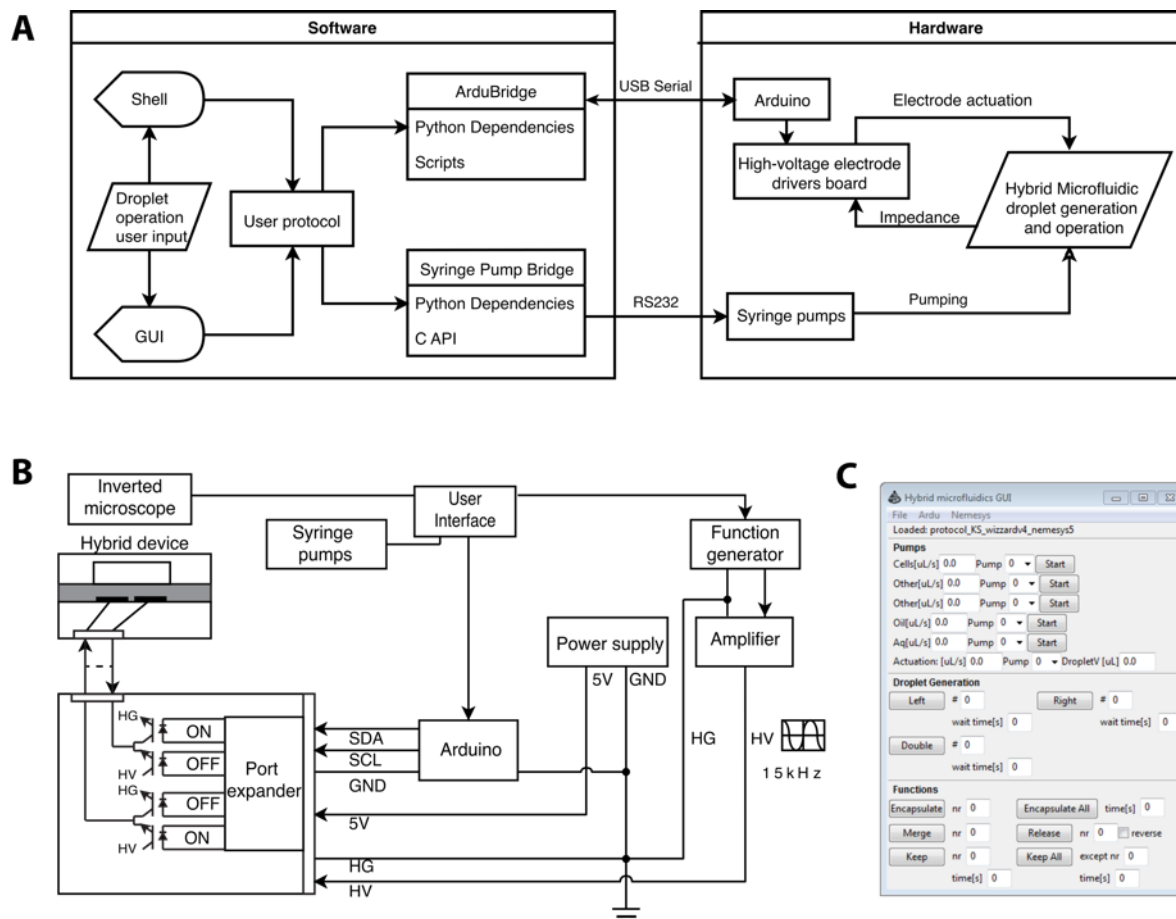 A
Software
Hardware
Shell
Droplet
operation
user input
GUI
User protocol
ArduBridge
Python Dependencies
Scripts
Syringe Pump Bridge
Python Dependencies
C API
USB Serial
RS232
Arduino
Electrode actuation
High-voltage electrode
drivers board
Impedance
Hybrid Microfluidic
droplet generation
and operation
Syringe pumps
Pumping
B
Inverted
microscope
Syringe
pumps
User
Interface
Function
generator
Hybrid device
Power supply
Amplifier
5V
GND
HG
HV
15kHz
Arduino
SDA
SCL
GND
5V
HG
HV
Port
expander
HG
ON
HV
OFF
HG
OFF
HV
ON
C
Hybrid microfluidics GUI
File Ardu Nemesys
Loaded: protocol_KS_wizzardv4_nemesys5
Pumps
Cells[uL/s] 0.0 Pump 0 Start
Other[uL/s] 0.0 Pump 0 Start
Other[uL/s] 0.0 Pump 0 Start
Oil[uL/s] 0.0 Pump 0 Start
Aq[uL/s] 0.0 Pump 0 Start
Actuation: [uL/s] 0.0 Pump 0 DropletV [uL] 0.0
Droplet Generation
Left # 0 Right # 0
wait time[s] 0 wait time[s] 0
Double # 0
wait time[s] 0
Functions
Encapsulate nr 0 Encapsulate All time[s] 0
Merge nr 0 Release nr 0 reverse
Keep nr 0 Keep All except nr 0
time[s] 0 time[s] 0